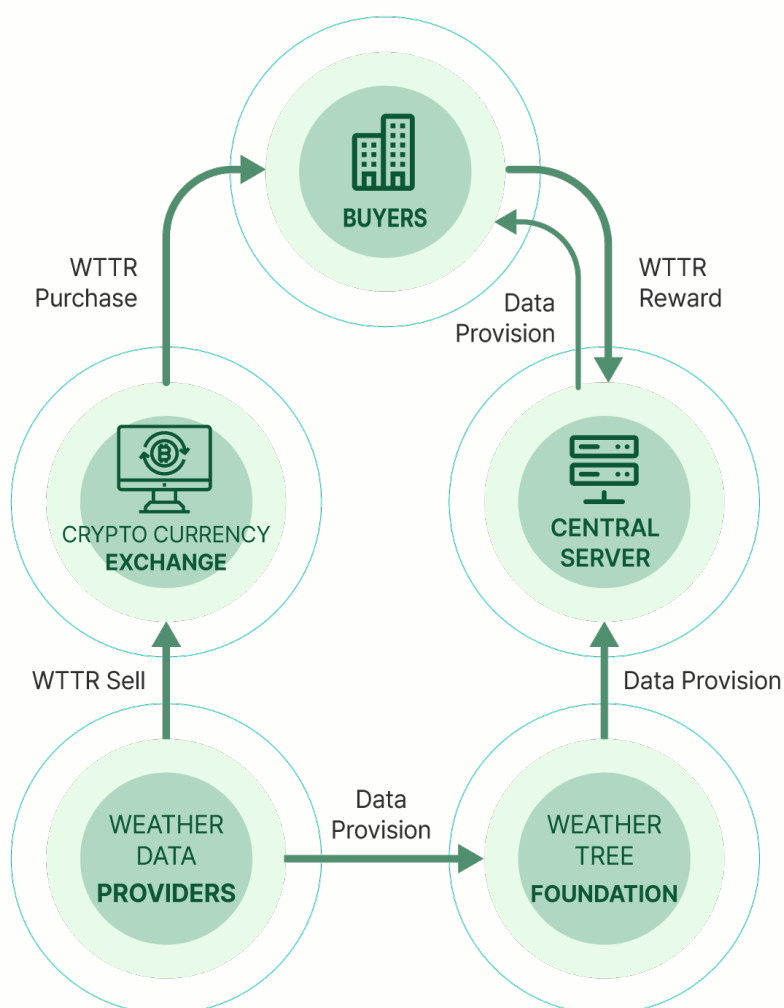 BUYERS
WTTR
Purchase
WTTR
Reward
Data
Provision
CRYPTO CURRENCY
EXCHANGE
CENTRAL
SERVER
WTTR Sell
Data Provision
WEATHER
DATA
PROVIDERS
Data
Provision
WEATHER
TREE
FOUNDATION